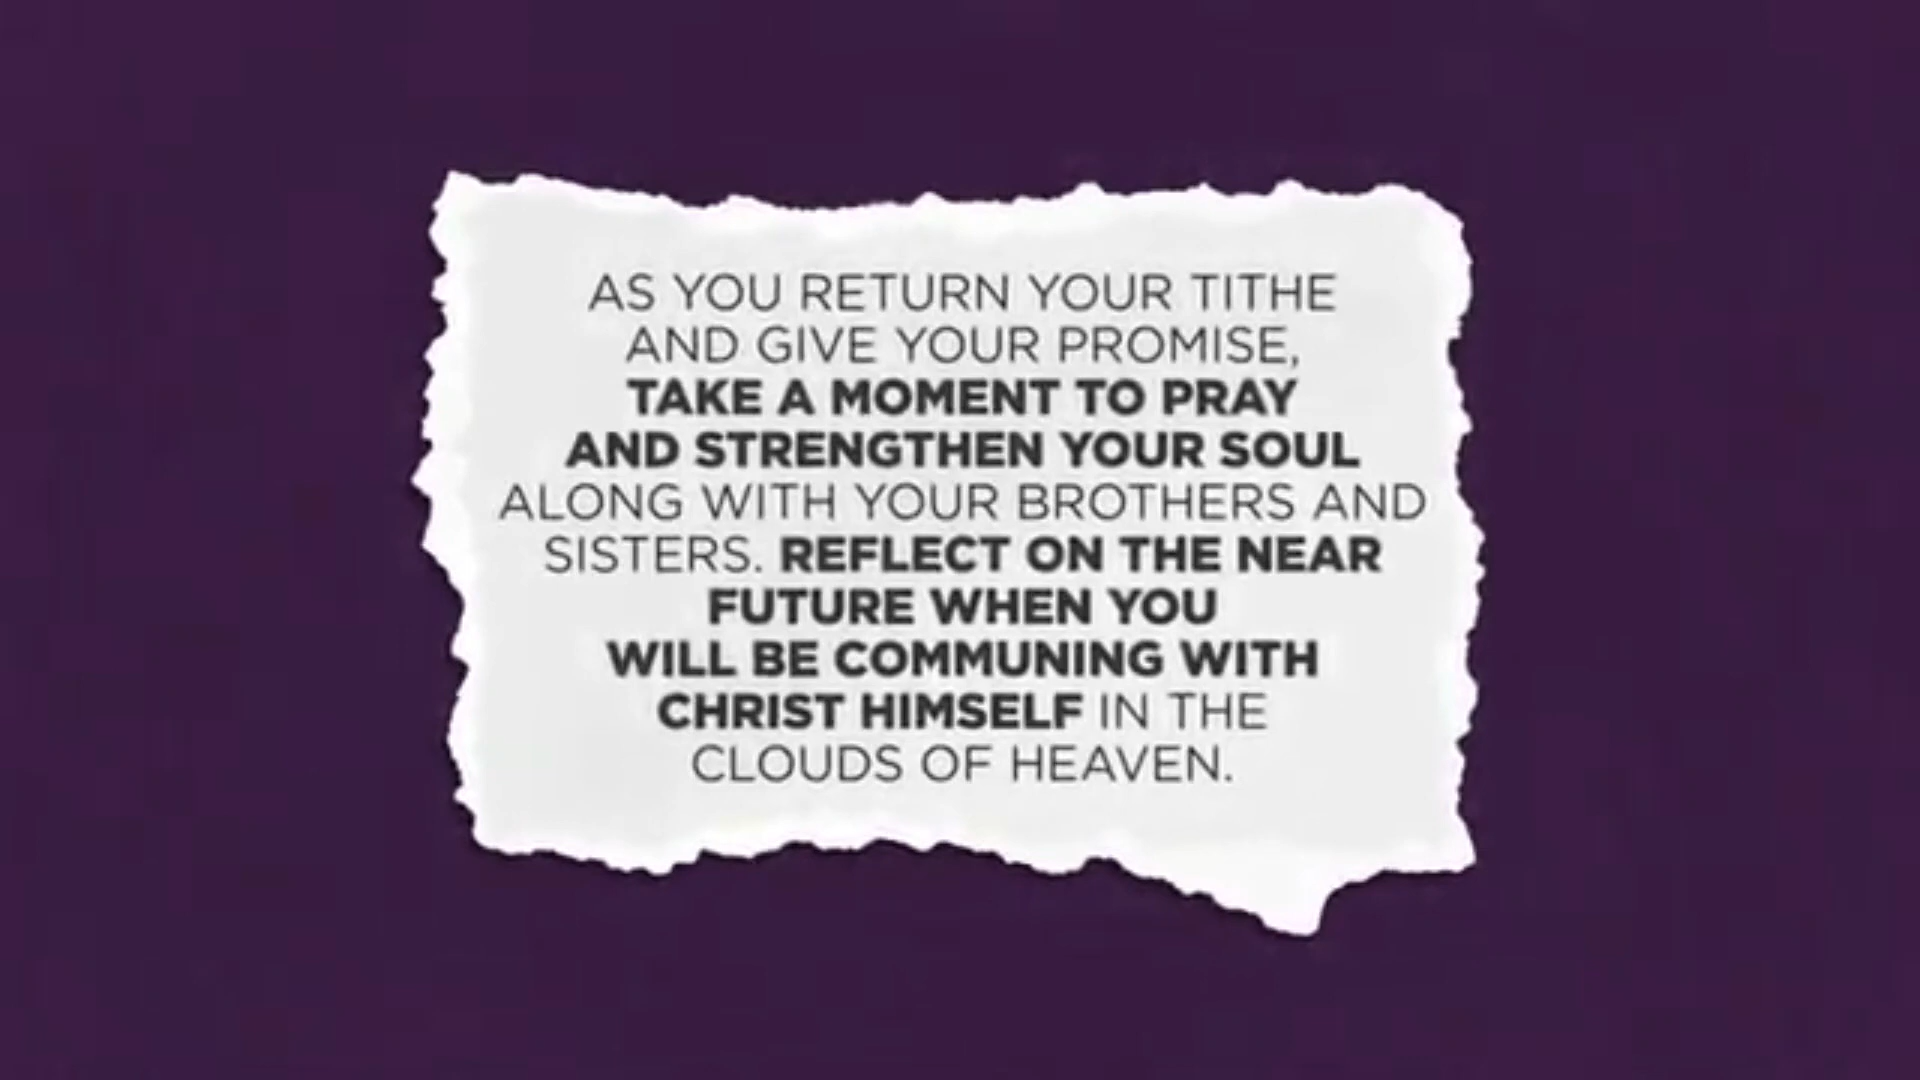 AS YOU RETURN YOUR TITHE
AND GIVE YOUR PROMISE,
TAKE A MOMENT TO PRAY
AND STRENGTHEN YOUR SOUL
ALONG WITH YOUR BROTHERS AND
SISTERS. REFLECT ON THE NEAR
FUTURE WHEN YOU
WILL BE COMMUNING WITH
CHRIST HIMSELF IN THE
CLOUDS OF HEAVEN.